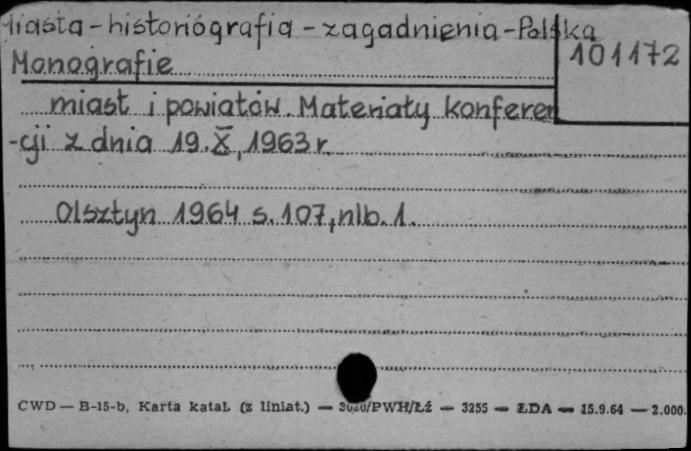 Miasta - historiografia - zagadnienia - Polska
101172
Monografie
miast i powiatów. Materiały konferen
-cji z dnia 19.X,1963 r.
Olsztyn 1964 s. 107, nlb. 1.
CWD — B-15-b, Karta katal. (z liniat.) — /PWH/Łź — 3255 — ŁDA — 15.9.64 — 2.000.